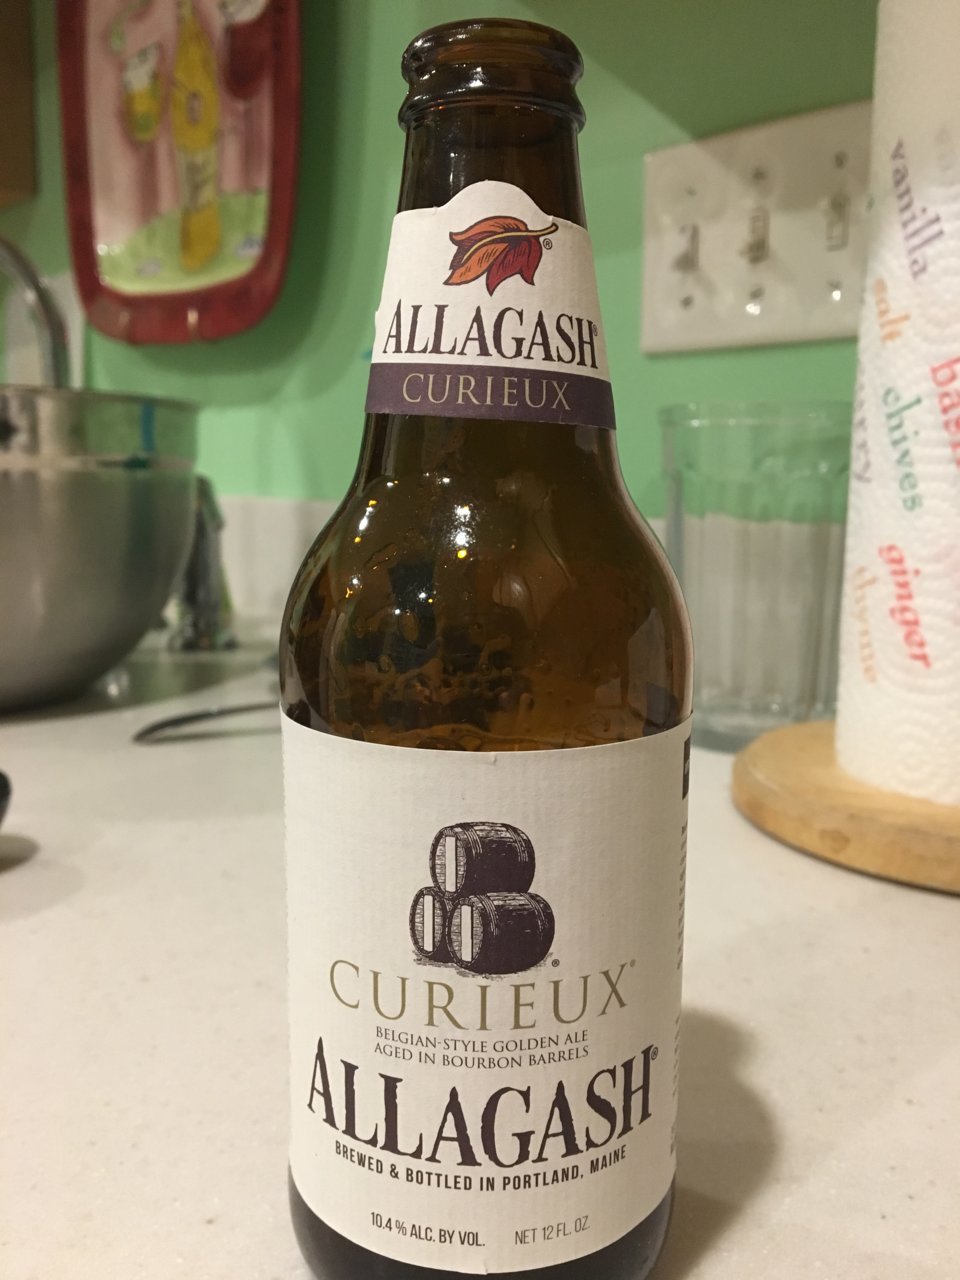 ALLAGASH®
CURIEUX
CURIEUX®
BELGIAN-STYLE GOLDEN ALE
AGED IN BOURBON BARRELS
ALLAGASH®
BREWED & BOTTLED IN PORTLAND, MAINE
10.4 % ALC. BY VOL. NET 12 FL. OZ.
vanilla
salt
chives
ginger
thyme